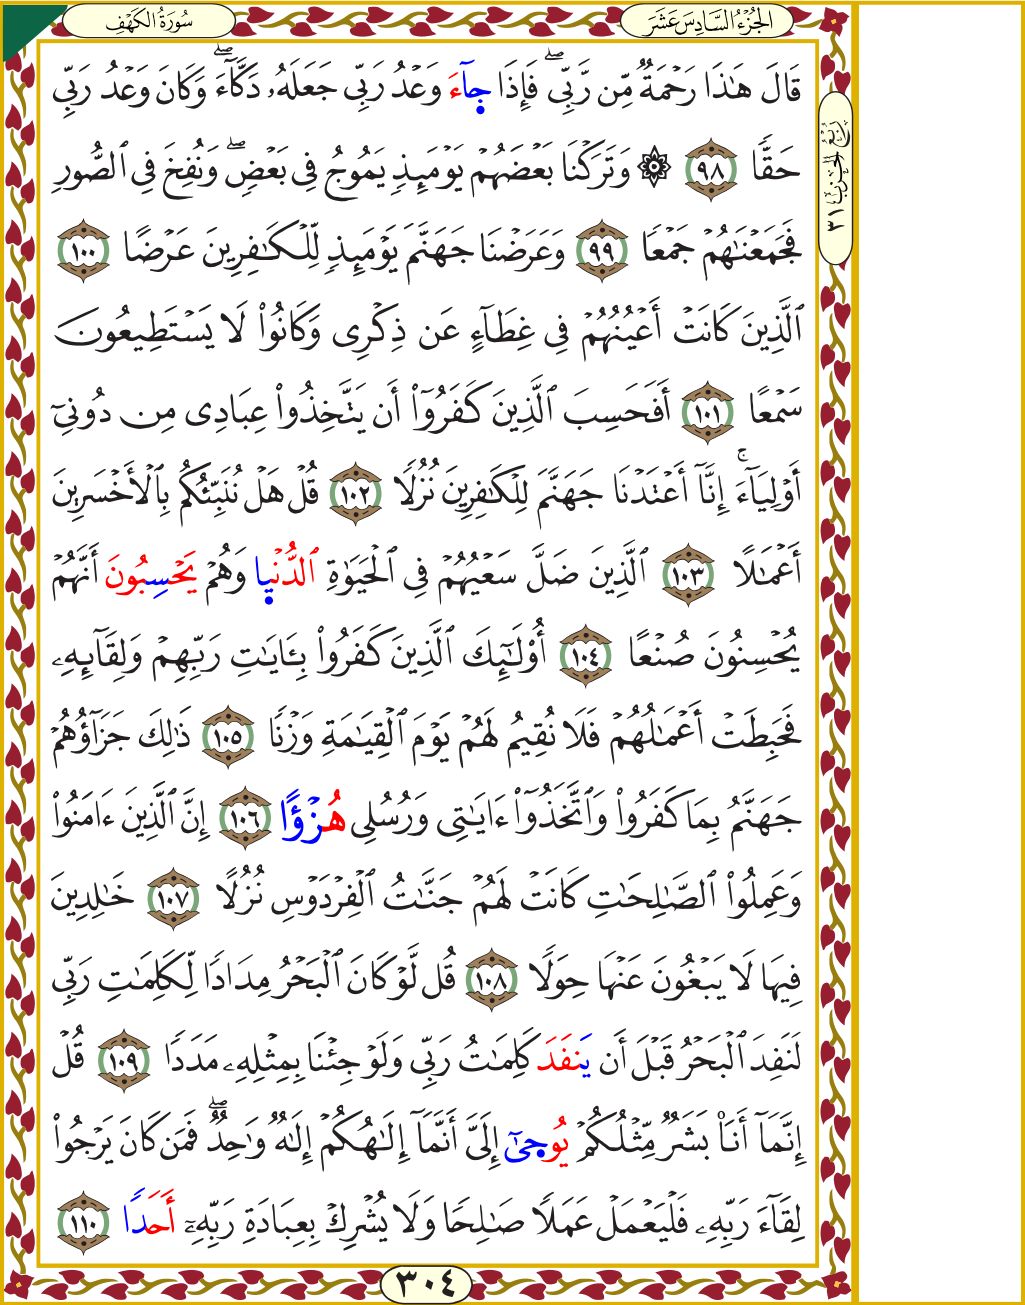 الجُزْءُ السَّادِسَ عَشَرَ
سُورَةُ الكَهْفِ
رُبْعُ الحِزْبِ ٣١
قَالَ هَٰذَا رَحْمَةٌ مِّن رَّبِّىۖ فَإِذَا جَآءَ وَعْدُ رَبِّى جَعَلَهُۥ دَكَّآءَۖ وَكَانَ وَعْدُ رَبِّى
حَقًّا ٩٨ ۞ وَتَرَكْنَا بَعْضَهُمْ يَوْمَئِذٍ يَمُوجُ فِى بَعْضٍۖ وَنُفِخَ فِى ٱلصُّورِ
فَجَمَعْنَٰهُمْ جَمْعًا ٩٩ وَعَرَضْنَا جَهَنَّمَ يَوْمَئِذٍ لِّلْكَٰفِرِينَ عَرْضًا ١٠٠
ٱلَّذِينَ كَانَتْ أَعْيُنُهُمْ فِى غِطَآءٍ عَن ذِكْرِى وَكَانُوا۟ لَا يَسْتَطِيعُونَ
سَمْعًا ١٠١ أَفَحَسِبَ ٱلَّذِينَ كَفَرُوٓا۟ أَن يَتَّخِذُوا۟ عِبَادِى مِن دُونِىٓ
أَوْلِيَآءَۚ إِنَّآ أَعْتَدْنَا جَهَنَّمَ لِلْكَٰفِرِينَ نُزُلًا ١٠٢ قُلْ هَلْ نُنَبِّئُكُم بِٱلْأَخْسَرِينَ
أَعْمَٰلًا ١٠٣ ٱلَّذِينَ ضَلَّ سَعْيُهُمْ فِى ٱلْحَيَوٰةِ ٱلدُّنْيَا وَهُمْ يَحْسِبُونَ أَنَّهُمْ
يُحْسِنُونَ صُنْعًا ١٠٤ أُو۟لَٰٓئِكَ ٱلَّذِينَ كَفَرُوا۟ بِـَٔايَٰتِ رَبِّهِمْ وَلِقَآئِهِۦ
فَحَبِطَتْ أَعْمَٰلُهُمْ فَلَا نُقِيمُ لَهُمْ يَوْمَ ٱلْقِيَٰمَةِ وَزْنًا ١٠٥ ذَٰلِكَ جَزَآؤُهُمْ
جَهَنَّمُ بِمَا كَفَرُوا۟ وَٱتَّخَذُوٓا۟ ءَايَٰتِى وَرُسُلِى هُزْؤًا ١٠٦ إِنَّ ٱلَّذِينَ ءَامَنُوا۟
وَعَمِلُوا۟ ٱلصَّٰلِحَٰتِ كَانَتْ لَهُمْ جَنَّٰتُ ٱلْفِرْدَوْسِ نُزُلًا ١٠٧ خَٰلِدِينَ
فِيهَا لَا يَبْغُونَ عَنْهَا حِوَلًا ١٠٨ قُل لَّوْ كَانَ ٱلْبَحْرُ مِدَادًا لِّكَلِمَٰتِ رَبِّى
لَنَفِدَ ٱلْبَحْرُ قَبْلَ أَن يَنفَدَ كَلِمَٰتُ رَبِّى وَلَوْ جِئْنَا بِمِثْلِهِۦ مَدَدًا ١٠٩ قُلْ
إِنَّمَآ أَنَا۠ بَشَرٌ مِّثْلُكُمْ يُوحَىٰٓ إِلَىَّ أَنَّمَآ إِلَٰهُكُمْ إِلَٰهٌ وَٰحِدٌۖ فَمَن كَانَ يَرْجُوا۟
لِقَآءَ رَبِّهِۦ فَلْيَعْمَلْ عَمَلًا صَٰلِحًا وَلَا يُشْرِكْ بِعِبَادَةِ رَبِّهِۦٓ أَحَدًا ١١٠
٣٠٤